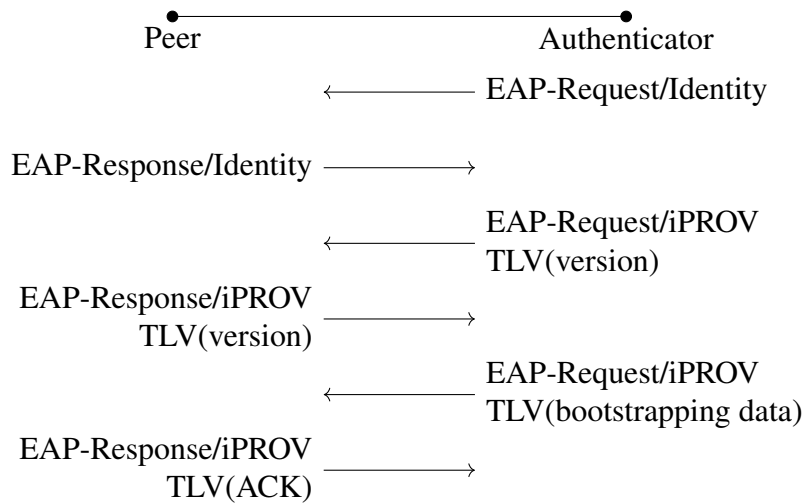 Peer
Authenticator
EAP-Request/Identity
EAP-Response/Identity
EAP-Request/iPROV
TLV(version)
EAP-Response/iPROV
TLV(version)
EAP-Request/iPROV
TLV(bootstrapping data)
EAP-Response/iPROV
TLV(ACK)